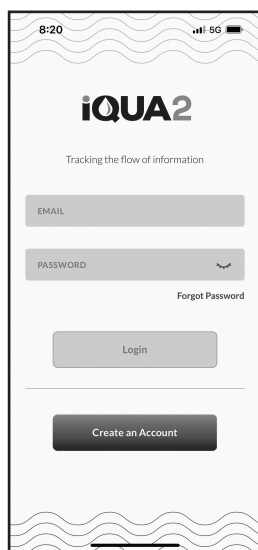 8:20 5G
iQUA2
Tracking the flow of information
EMAIL
PASSWORD
Forgot Password
Login
Create an Account